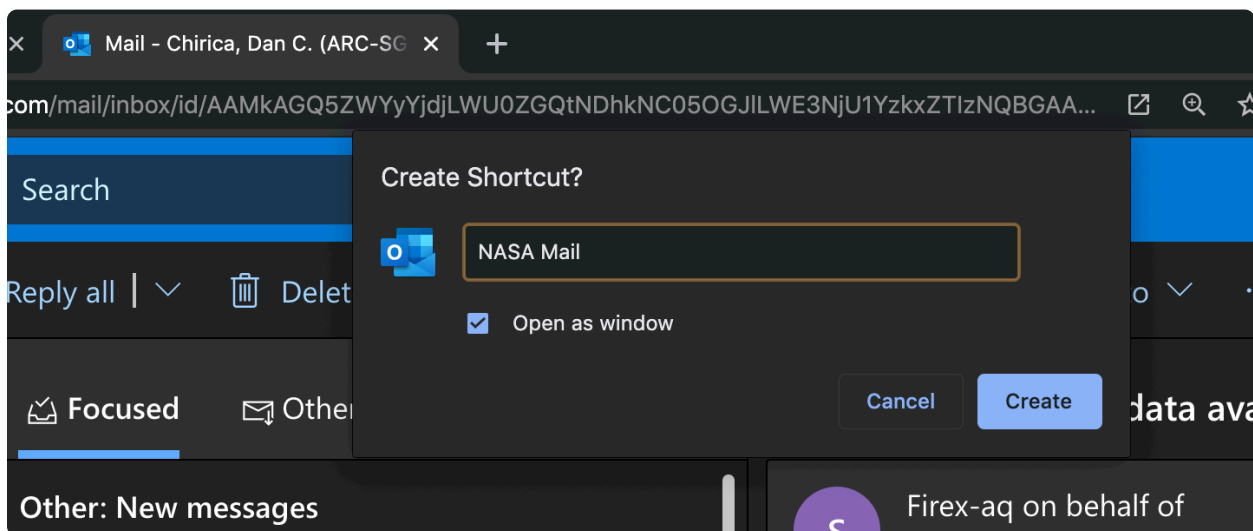 Mail - Chirica, Dan C. (ARC-SG
com/mail/inbox/id/AAMkAGQ5ZWYyYjdjLWU0ZGQtNDhkNC05OGJlLWE3NjU1YzkxZTIzNQBGAA...
Search
Create Shortcut?
NASA Mail
Reply all
Delet
to
Open as window
Cancel
Create
Focused
Other
data ava
Other: New messages
Firex-aq on behalf of
S